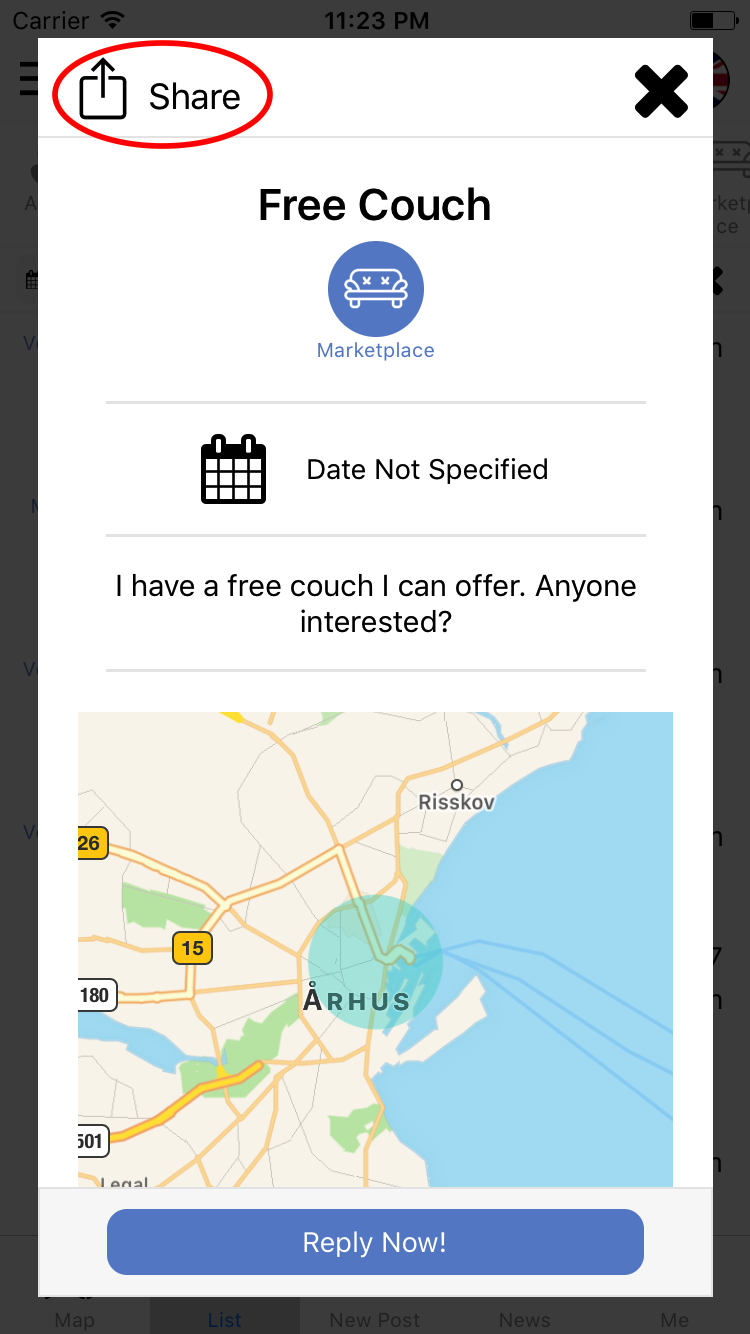 Carrier 11:23 PM
Share
Free Couch
Marketplace
Date Not Specified
I have a free couch I can offer. Anyone
interested?
Risskov
26
15
180
ÅRHUS
501
Legal
Reply Now!
Map List New Post News Me